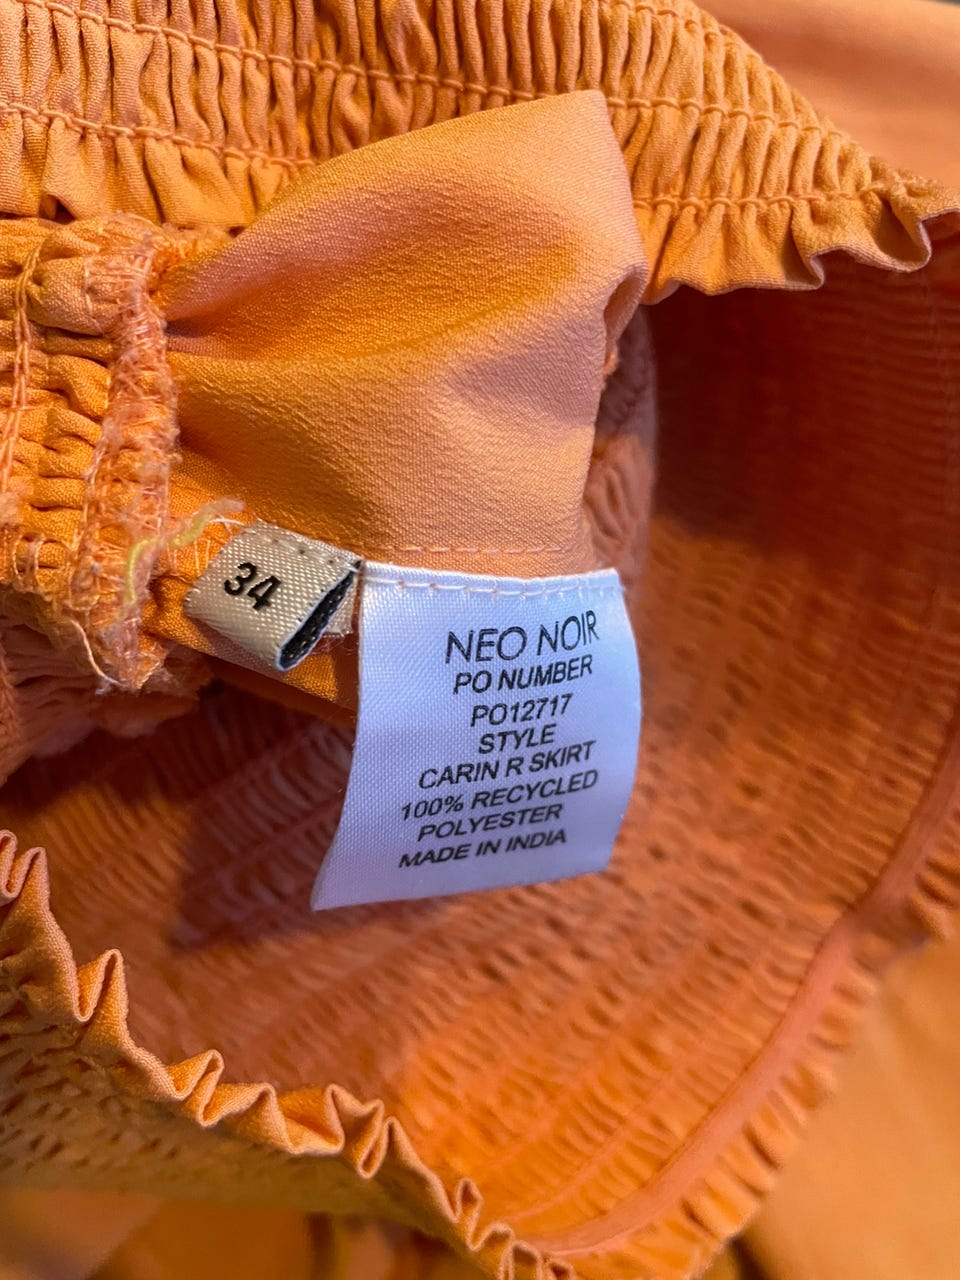 34
NEO NOIR
PO NUMBER
PO12717
STYLE
CARIN R SKIRT
100% RECYCLED
POLYESTER
MADE IN INDIA